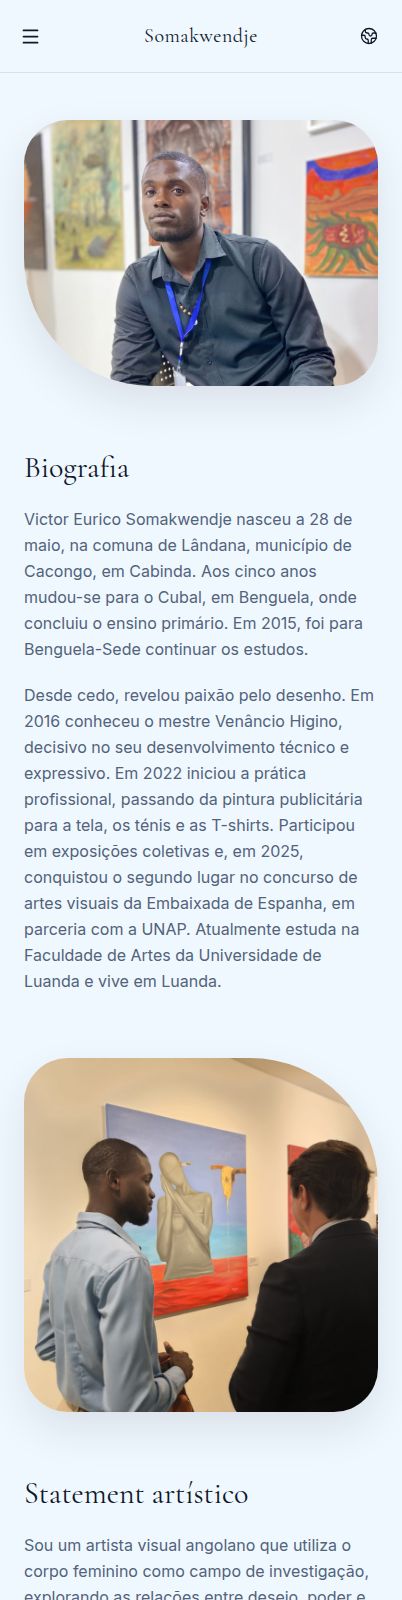 Somakwendje
Biografia
Victor Eurico Somakwendje nasceu a 28 de
maio, na comuna de Lândana, município de
Cacongo, em Cabinda. Aos cinco anos
mudou-se para o Cubal, em Benguela, onde
concluiu o ensino primário. Em 2015, foi para
Benguela-Sede continuar os estudos.
Desde cedo, revelou paixão pelo desenho. Em
2016 conheceu o mestre Venâncio Higino,
decisivo no seu desenvolvimento técnico e
expressivo. Em 2022 iniciou a prática
profissional, passando da pintura publicitária
para a tela, os ténis e as T-shirts. Participou
em exposições coletivas e, em 2025,
conquistou o segundo lugar no concurso de
artes visuais da Embaixada de Espanha, em
parceria com a UNAP. Atualmente estuda na
Faculdade de Artes da Universidade de
Luanda e vive em Luanda.
Statement artístico
Sou um artista visual angolano que utiliza o
corpo feminino como campo de investigação,
explorando as relações entre desejo, poder e